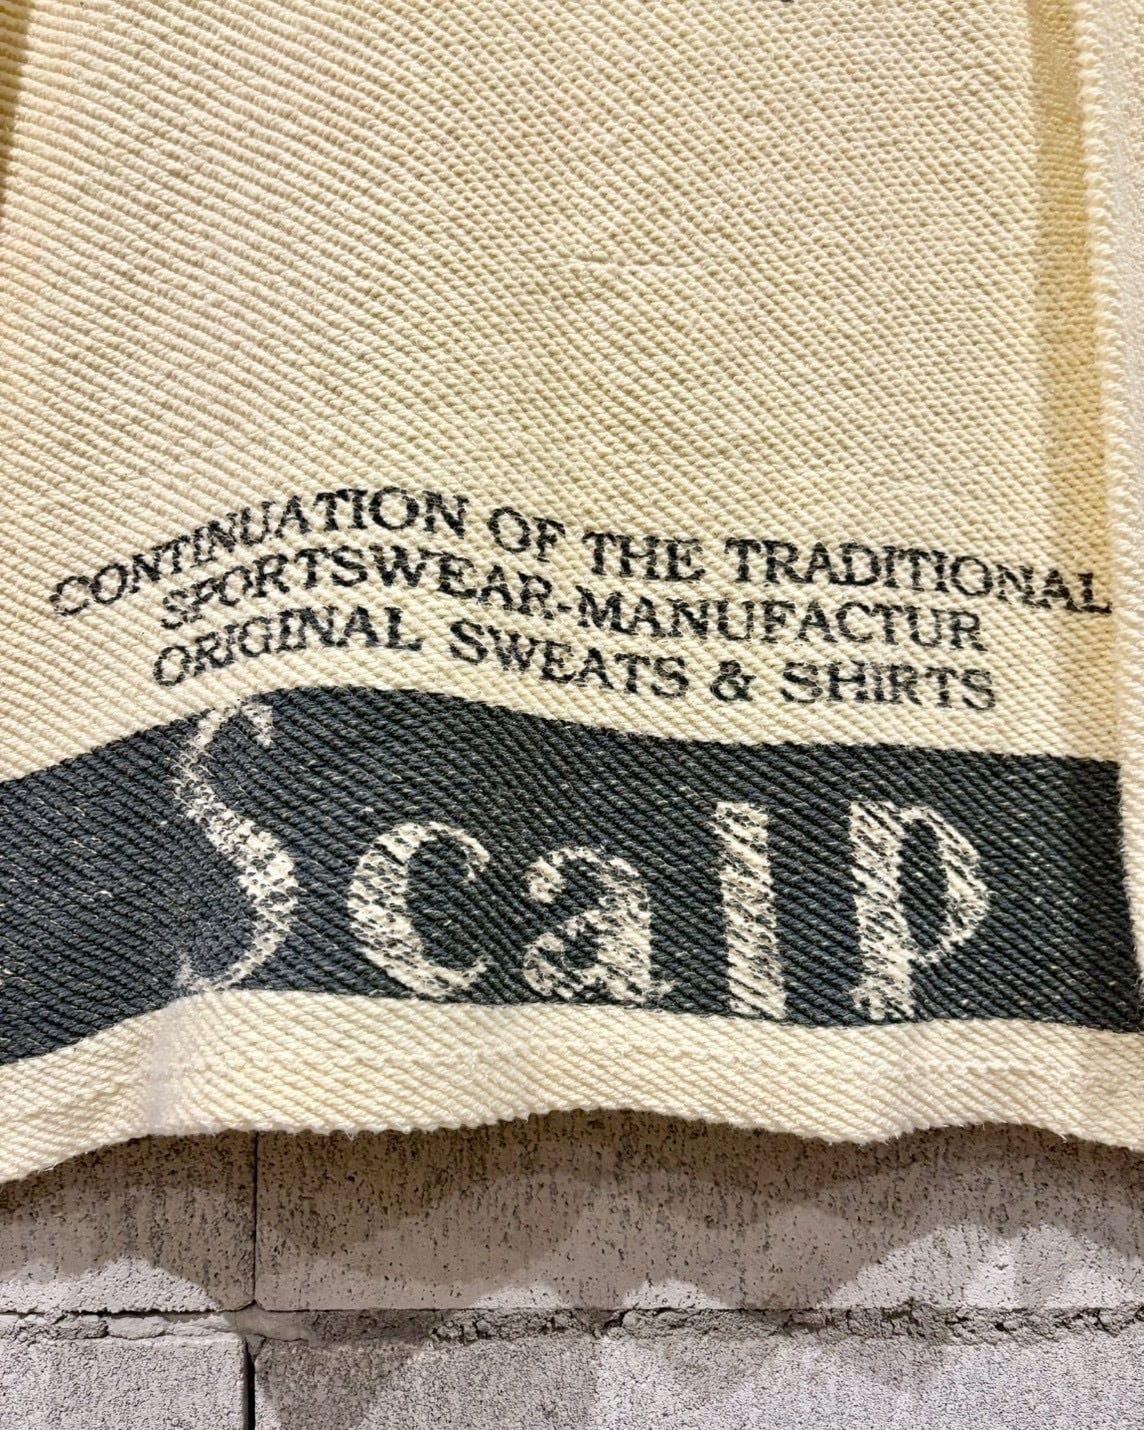 CONTINUATION OF THE TRADITIONAL
SPORTSWEAR-MANUFACTUR
ORIGINAL SWEATS & SHIRTS
Scalp